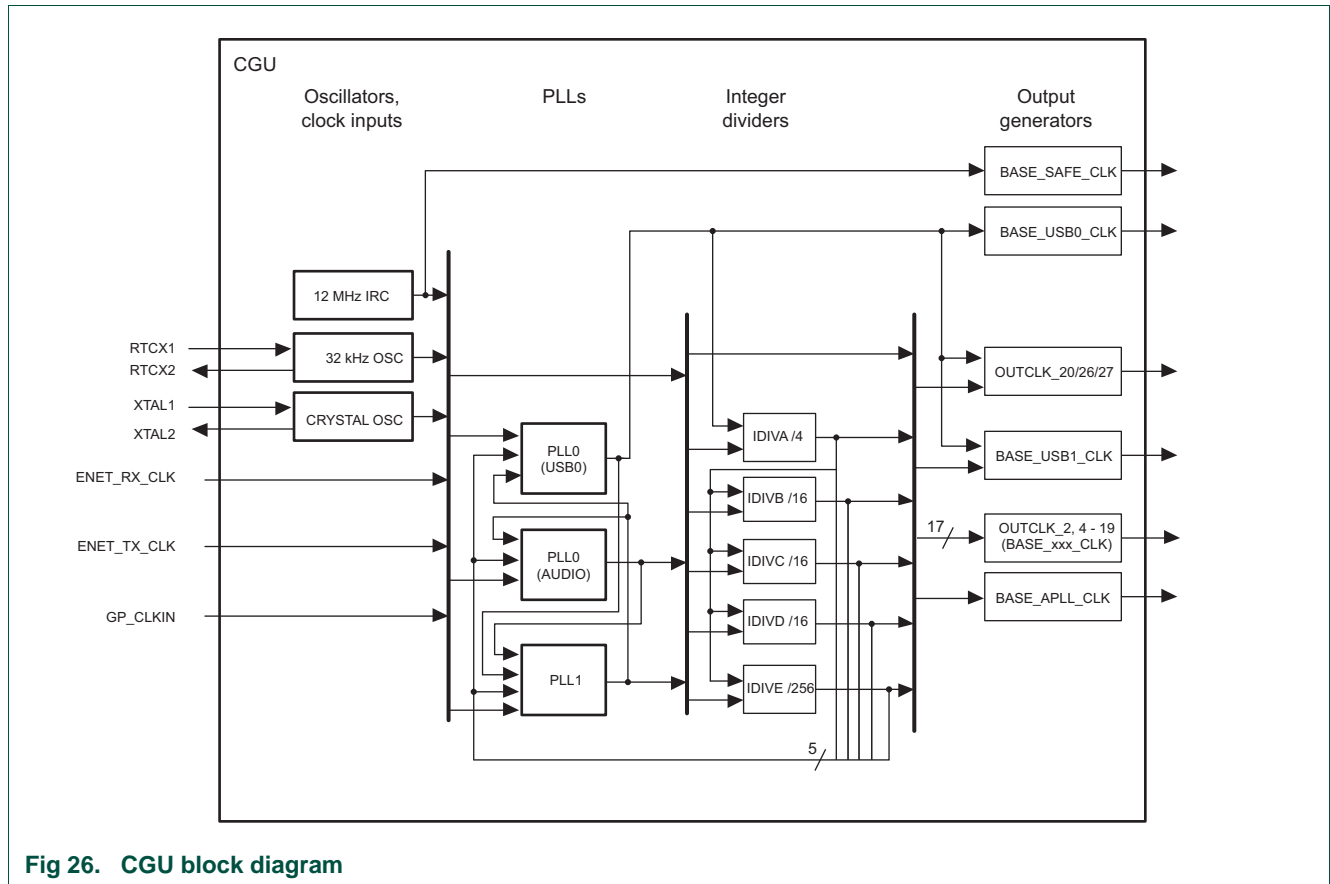 CGU
Oscillators,
clock inputs
PLLs
Integer
dividers
Output
generators
BASE_SAFE_CLK
BASE_USB0_CLK
12 MHz IRC
RTCX1
32 kHz OSC
RTCX2
OUTCLK_20/26/27
XTAL1
CRYSTAL OSC
XTAL2
PLL0
(USB0)
IDIVA /4
BASE_USB1_CLK
ENET_RX_CLK
IDIVB /16
17
OUTCLK_2, 4 - 19
(BASE_xxx_CLK)
ENET_TX_CLK
PLL0
(AUDIO)
IDIVC /16
BASE_APLL_CLK
GP_CLKIN
IDIVD /16
PLL1
IDIVE /256
5
Fig 26. CGU block diagram